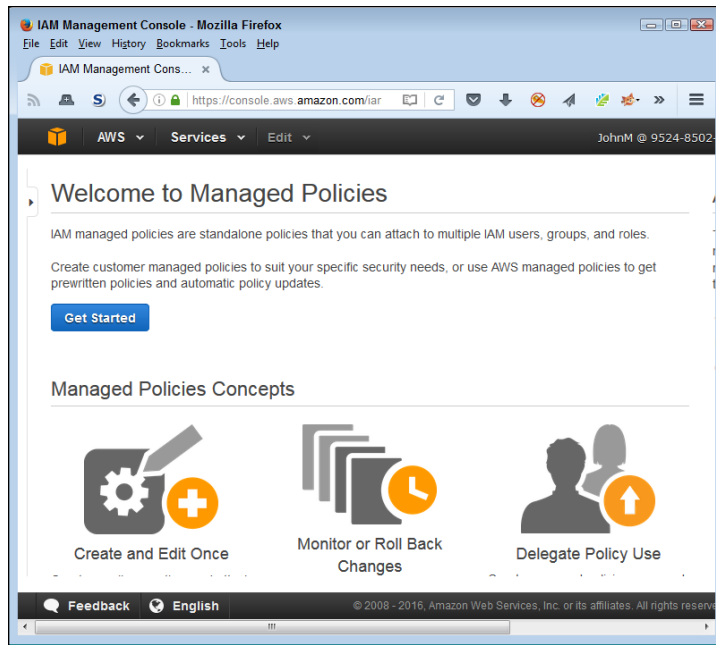 IAM Management Console - Mozilla Firefox
File Edit View History Bookmarks Tools Help
IAM Management Cons... ×
https://console.aws.amazon.com/iar
AWS Services Edit JohnM @ 9524-8502-
Welcome to Managed Policies
IAM managed policies are standalone policies that you can attach to multiple IAM users, groups, and roles.
Create customer managed policies to suit your specific security needs, or use AWS managed policies to get
prewritten policies and automatic policy updates.
Get Started
Managed Policies Concepts
Create and Edit Once
Monitor or Roll Back
Changes
Delegate Policy Use
Feedback English © 2008 - 2016, Amazon Web Services, Inc. or its affiliates. All rights reserve